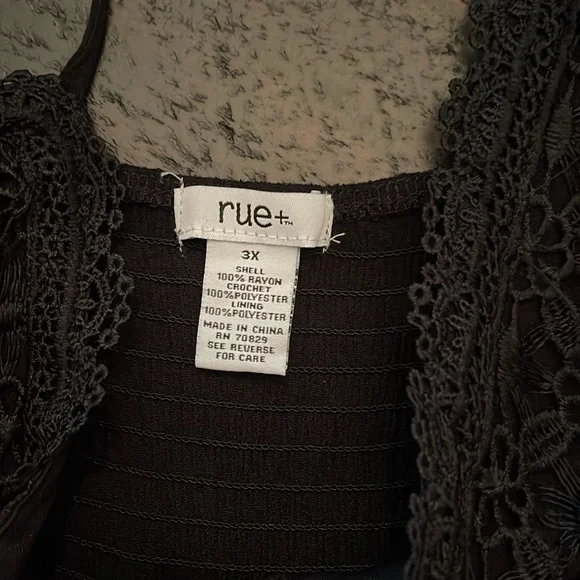 rue+™
3X
SHELL
100% RAYON
CROCHET
100%POLYESTER
LINING
100%POLYESTER
MADE IN CHINA
RN 70829
SEE REVERSE
FOR CARE